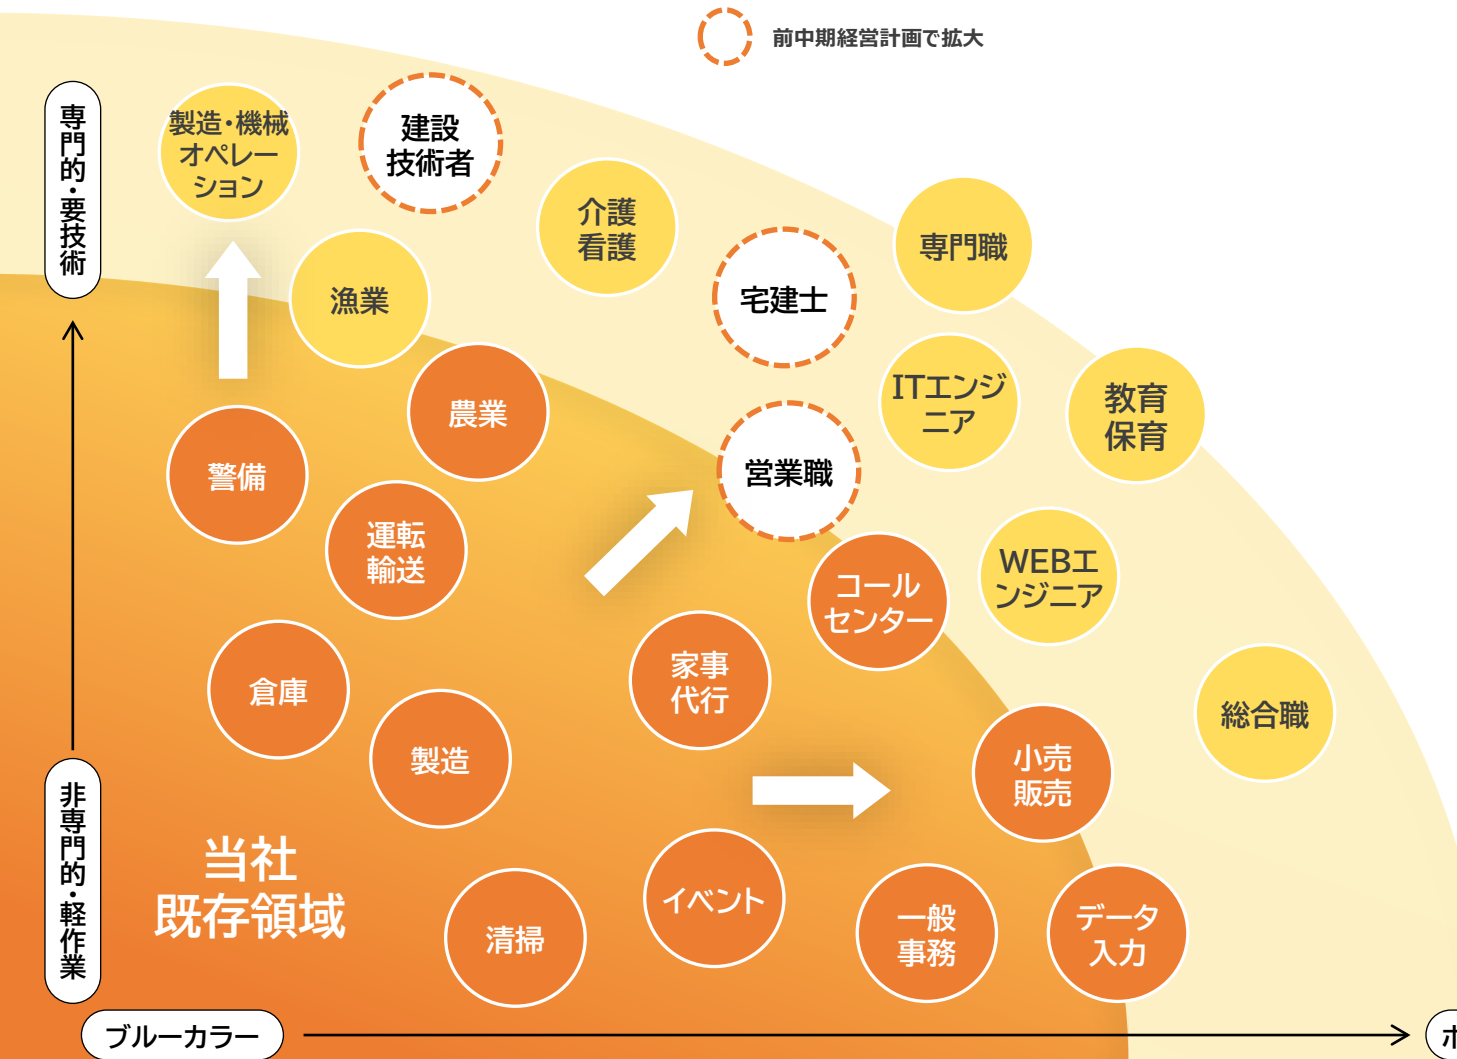 前中期経営計画で拡大
専門的・要技術
製造・機械
オペレー
ション
建設
技術者
介護
看護
専門職
漁業
宅建士
ITエンジ
ニア
教育
保育
農業
営業職
警備
運転
輸送
コール
センター
WEBエ
ンジニア
家事
代行
倉庫
製造
小売
販売
総合職
非専門的・軽作業
当社
既存領域
清掃
イベント
一般
事務
データ
入力
ブルーカラー
ホ